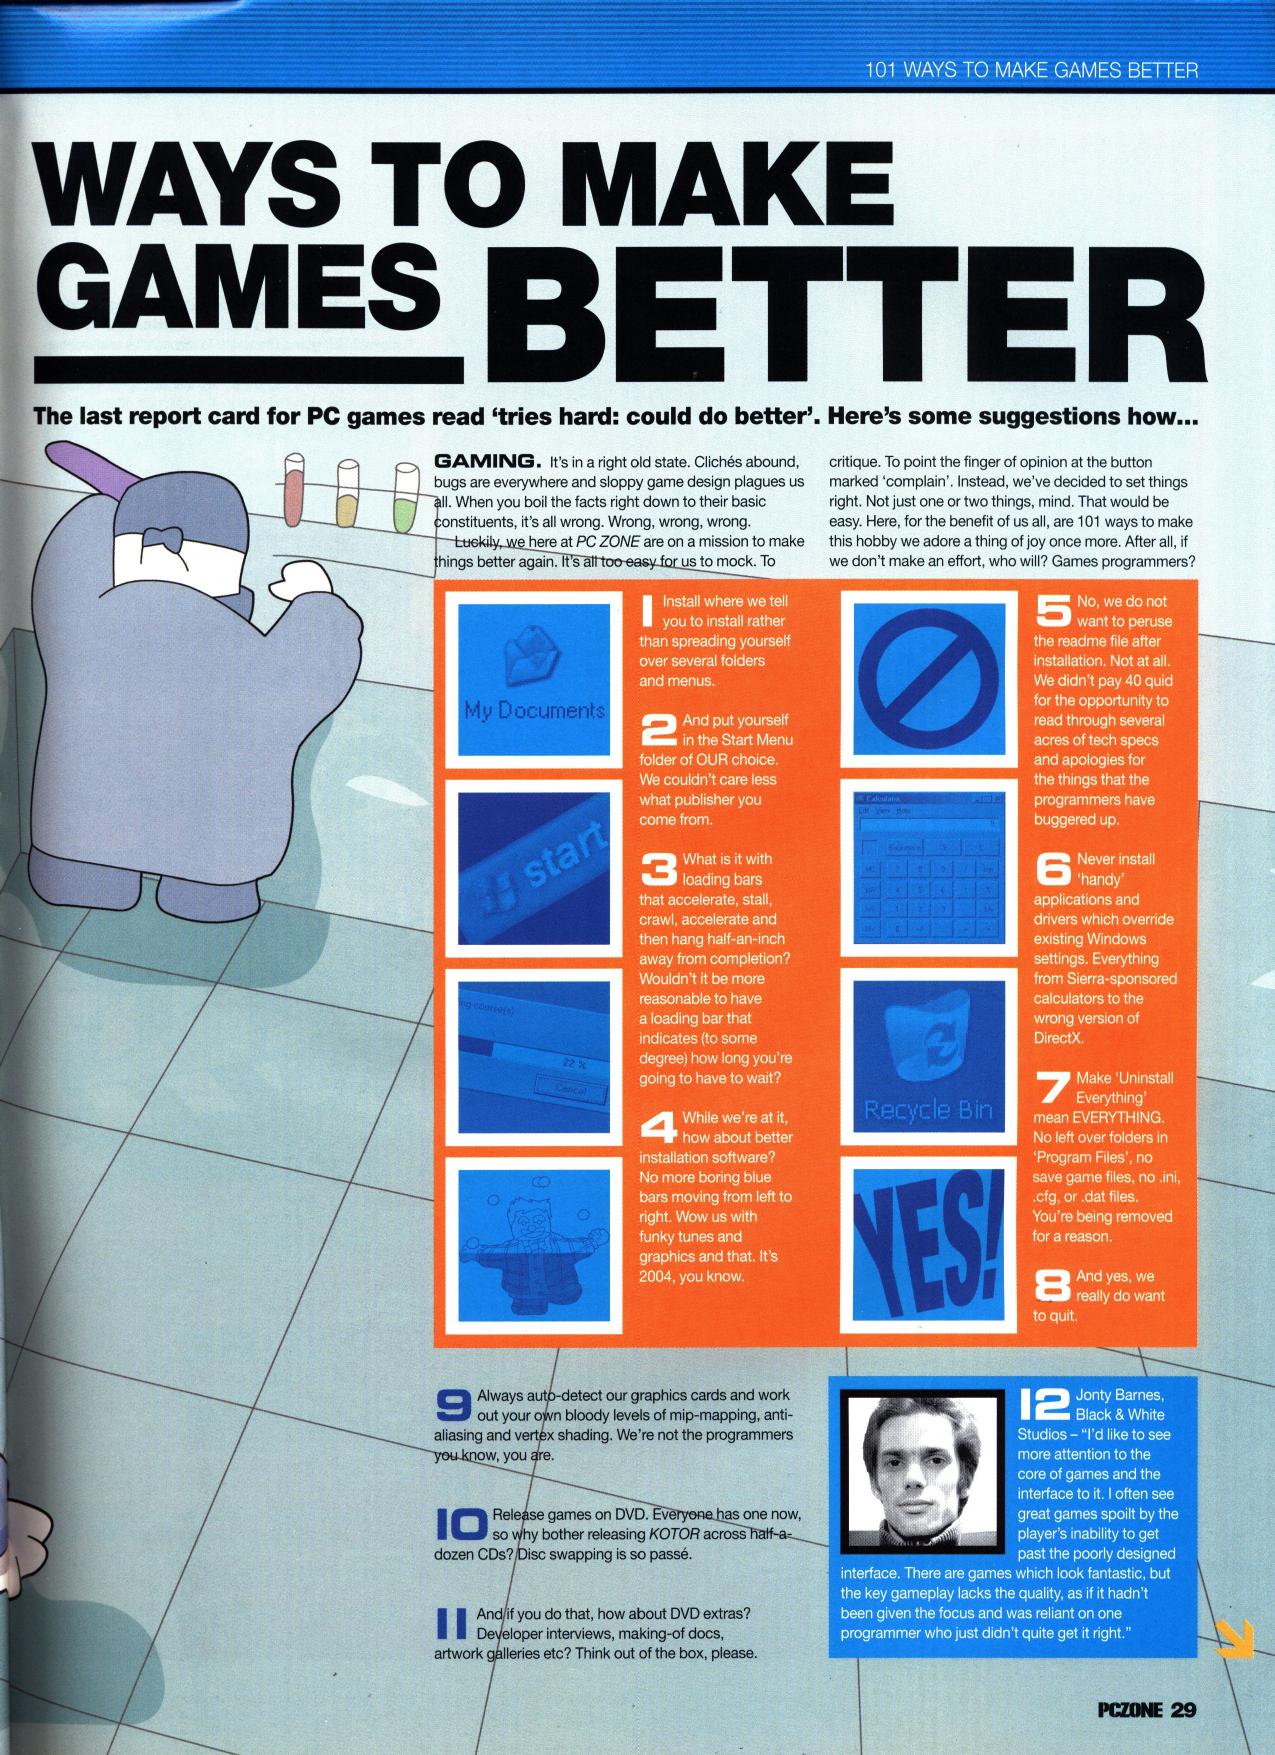 101 WAYS TO MAKE GAMES BETTER
WAYS TO MAKE
GAMES BETTER
The last report card for PC games read ‘tries hard: could do better’. Here’s some suggestions how...
GAMING. It’s in a right old state. Clichés abound,
bugs are everywhere and sloppy game design plagues us
all. When you boil the facts right down to their basic
constituents, it’s all wrong. Wrong, wrong, wrong.
Luckily, we here at PC ZONE are on a mission to make
things better again. It’s all too easy for us to mock. To
critique. To point the finger of opinion at the button
marked ‘complain’. Instead, we’ve decided to set things
right. Not just one or two things, mind. That would be
easy. Here, for the benefit of us all, are 101 ways to make
this hobby we adore a thing of joy once more. After all, if
we don’t make an effort, who will? Games programmers?
My Documents
start
22 %
Cancel
1 Install where we tell
you to install rather
than spreading yourself
over several folders
and menus.
2 And put yourself
in the Start Menu
folder of OUR choice.
We couldn’t care less
what publisher you
come from.
3 What is it with
loading bars
that accelerate, stall,
crawl, accelerate and
then hang half-an-inch
away from completion?
Wouldn’t it be more
reasonable to have
a loading bar that
indicates (to some
degree) how long you’re
going to have to wait?
4 While we’re at it,
how about better
installation software?
No more boring blue
bars moving from left to
right. Wow us with
funky tunes and
graphics and that. It’s
2004, you know.
Calculator
Edit View Help
Backspace
Recycle Bin
YES!
5 No, we do not
want to peruse
the readme file after
installation. Not at all.
We didn’t pay 40 quid
for the opportunity to
read through several
acres of tech specs
and apologies for
the things that the
programmers have
buggered up.
6 Never install
‘handy’
applications and
drivers which override
existing Windows
settings. Everything
from Sierra-sponsored
calculators to the
wrong version of
DirectX.
7 Make ‘Uninstall
Everything’
mean EVERYTHING.
No left over folders in
‘Program Files’, no
save game files, no .ini,
.cfg, or .dat files.
You’re being removed
for a reason.
8 And yes, we
really do want
to quit.
9 Always auto-detect our graphics cards and work
out your own bloody levels of mip-mapping, anti-
aliasing and vertex shading. We’re not the programmers
you know, you are.
10 Release games on DVD. Everyone has one now,
so why bother releasing KOTOR across half-a-
dozen CDs? Disc swapping is so passé.
11 And if you do that, how about DVD extras?
Developer interviews, making-of docs,
artwork galleries etc? Think out of the box, please.
12 Jonty Barnes,
Black & White
Studios – “I’d like to see
more attention to the
core of games and the
interface to it. I often see
great games spoilt by the
player’s inability to get
past the poorly designed
interface. There are games which look fantastic, but
the key gameplay lacks the quality, as if it hadn’t
been given the focus and was reliant on one
programmer who just didn’t quite get it right.”
PCZONE 29